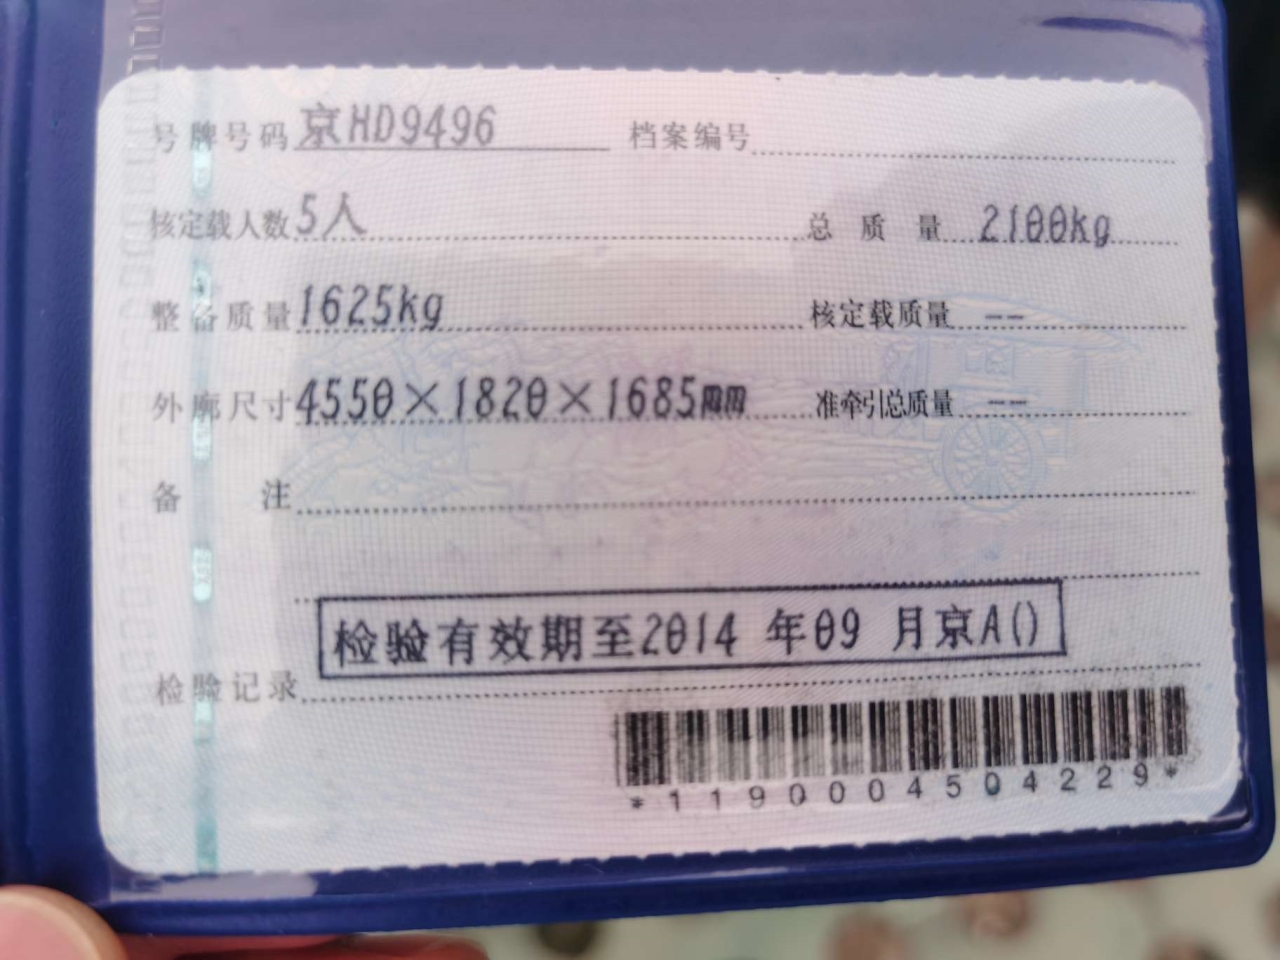 号牌号码 京HD9496 档案编号
核定载人数 5人 总质量 2100kg
整备质量 1625kg 核定载质量 --
外廓尺寸 4550×1820×1685mm 准牵引总质量 --
备注
检验有效期至2014 年09 月京A()
检验记录
*1190004504229*